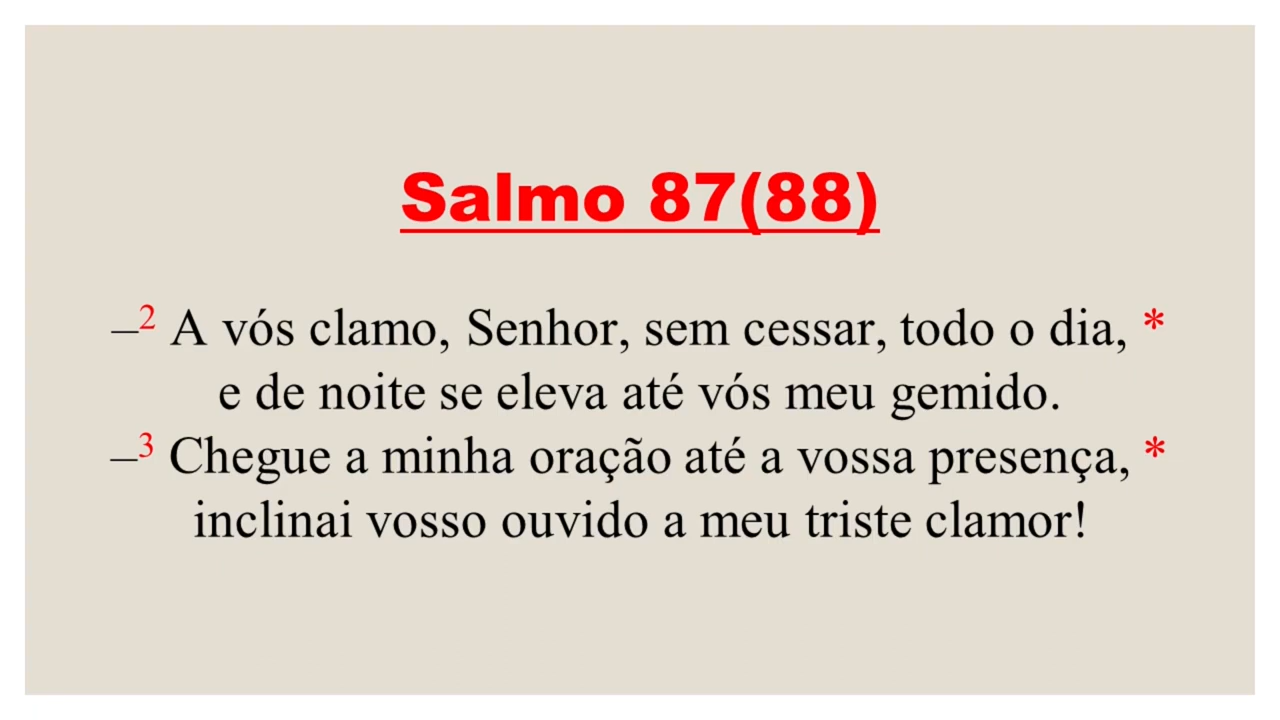 Salmo 87(88)
–² A vós clamo, Senhor, sem cessar, todo o dia, *
e de noite se eleva até vós meu gemido.
–³ Chegue a minha oração até a vossa presença, *
inclinai vosso ouvido a meu triste clamor!